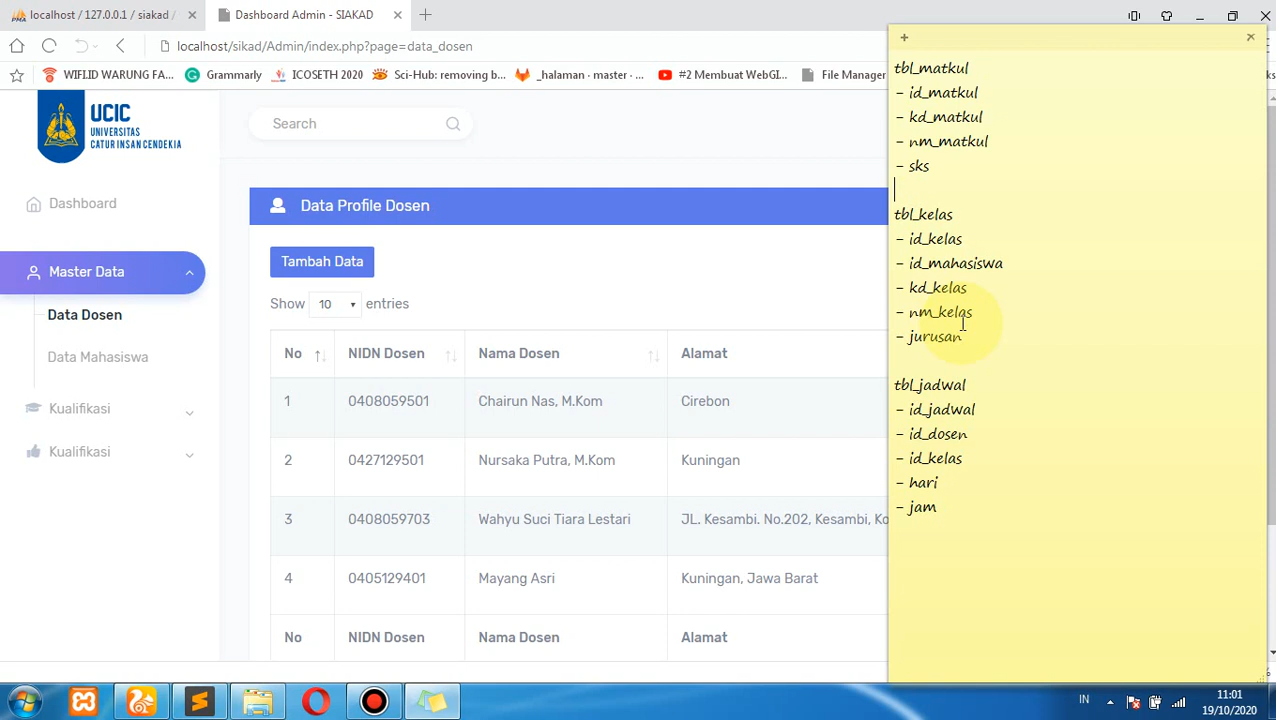 localhost / 127.0.0.1 / siakad /
Dashboard Admin - SIAKAD
localhost/sikad/Admin/index.php?page=data_dosen
WIFI.ID WARUNG FA...
Grammarly
ICOSETH 2020
Sci-Hub: removing b...
_halaman · master · ...
#2 Membuat WebGI...
File Manager
UCIC
UNIVERSITAS
CATUR INSAN CENDEKIA
Search
Dashboard
Master Data
Data Dosen
Data Mahasiswa
Kualifikasi
Kualifikasi
Data Profile Dosen
Tambah Data
Show 10 entries
No NIDN Dosen Nama Dosen Alamat
1 0408059501 Chairun Nas, M.Kom Cirebon
2 0427129501 Nursaka Putra, M.Kom Kuningan
3 0408059703 Wahyu Suci Tiara Lestari JL. Kesambi. No.202, Kesambi, Ko
4 0405129401 Mayang Asri Kuningan, Jawa Barat
No NIDN Dosen Nama Dosen Alamat
tbl_matkul
- id_matkul
- kd_matkul
- nm_matkul
- sks
tbl_kelas
- id_kelas
- id_mahasiswa
- kd_kelas
- nm_kelas
- jurusan
tbl_jadwal
- id_jadwal
- id_dosen
- id_kelas
- hari
- jam
IN
11:01
19/10/2020